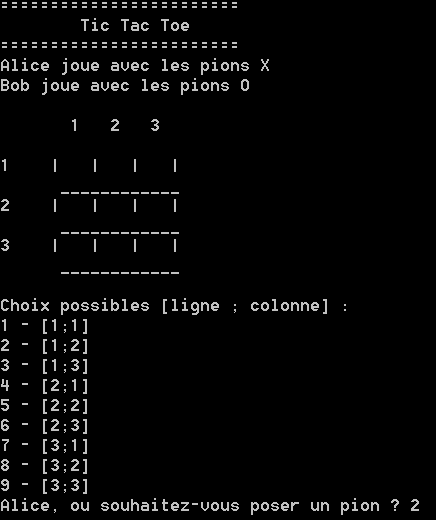 ========================
Tic Tac Toe
------------------------
Alice joue avec les pions X
Bob joue avec les pions O
1 2 3
1 | | | |
------------
2 | | | |
------------
3 | | | |
------------
Choix possibles [ligne ; colonne] :
1 - [1;1]
2 - [1;2]
3 - [1;3]
4 - [2;1]
5 - [2;2]
6 - [2;3]
7 - [3;1]
8 - [3;2]
9 - [3;3]
Alice, ou souhaitez-vous poser un pion ? 2